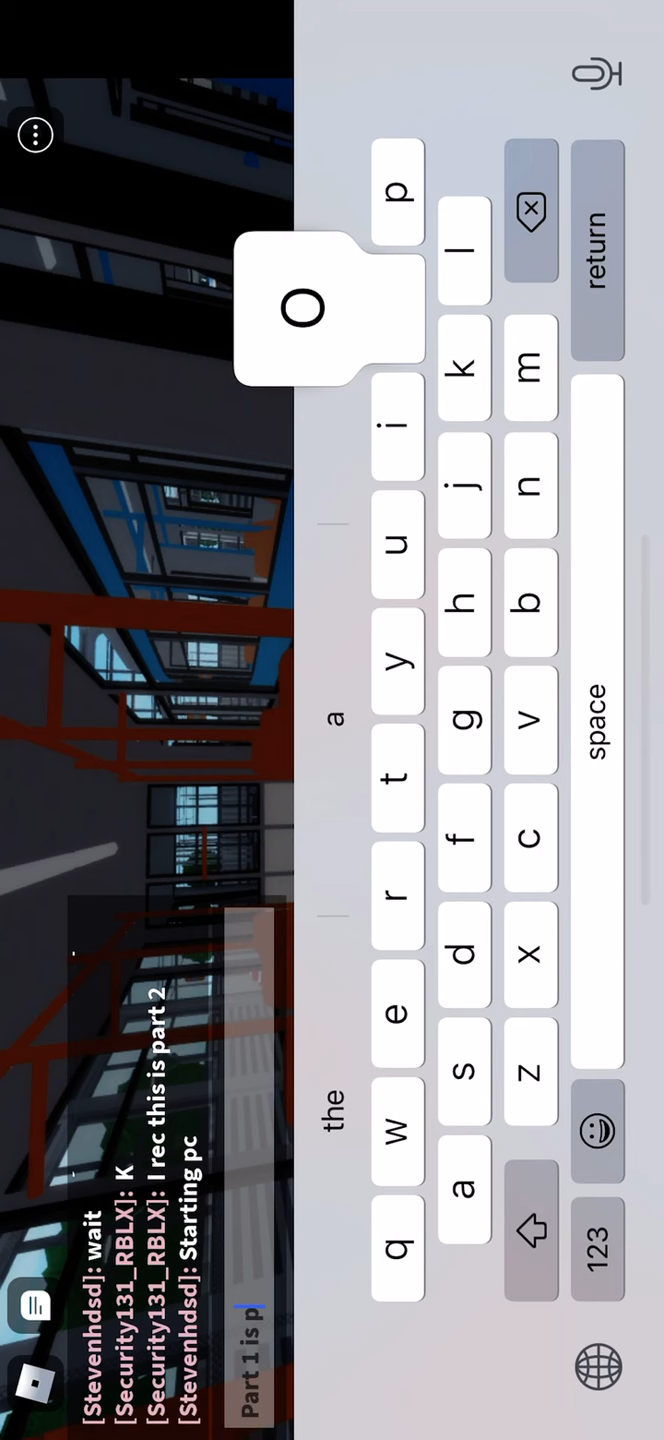 [Stevenhdsd]: wait
[Security131_RBLX]: K
[Security131_RBLX]: I rec this is part 2
[Stevenhdsd]: Starting pc
Part 1 is p
the a
q w e r t y u i O p
a s d f g h j k l
z x c v b n m
123 space return